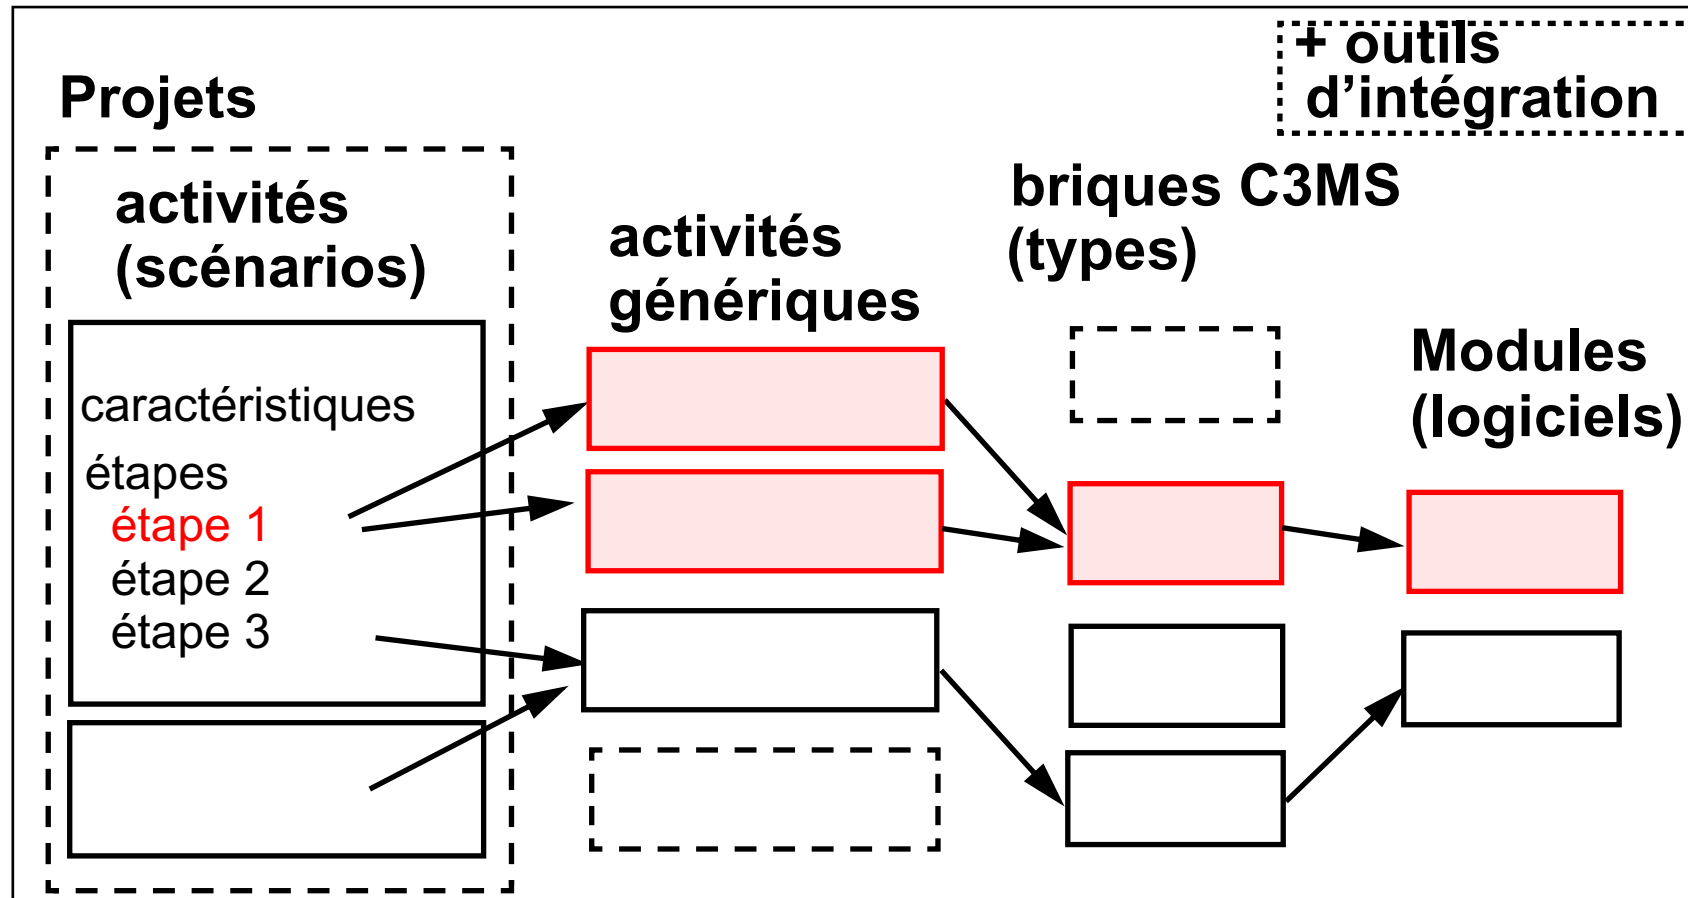 + outils
d’intégration
Projets
activités
(scénarios)
activités
génériques
briques C3MS
(types)
Modules
(logiciels)
caractéristiques
étapes
étape 1
étape 2
étape 3